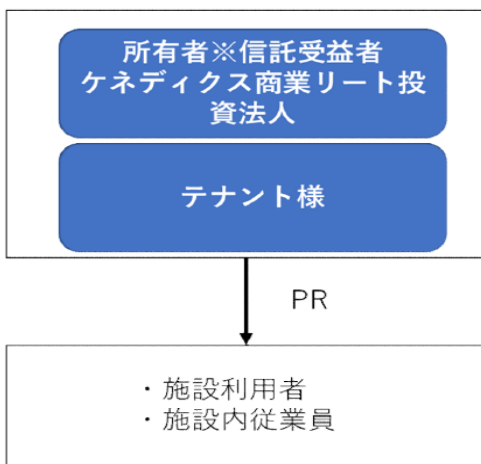 所有者※信託受益者
ケネディクス商業リート投
資法人
テナント様
PR
・施設利用者
・施設内従業員